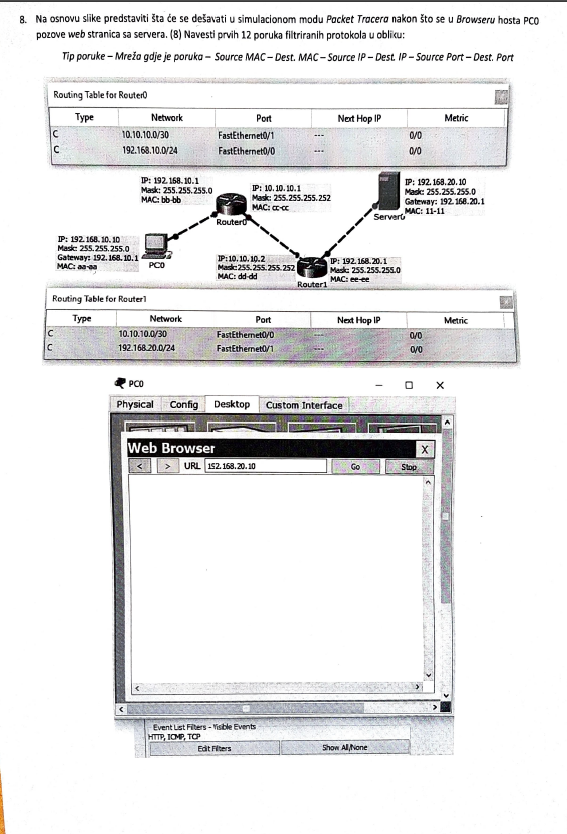 8. Na osnovu slike predstaviti šta će se dešavati u simulacionom modu Packet Tracera nakon što se u Browseru hosta PC0
pozove web stranica sa servera. (8) Navesti prvih 12 poruka filtriranih protokola u obliku:
Tip poruke – Mreža gdje je poruka – Source MAC – Dest. MAC – Source IP – Dest. IP – Source Port – Dest. Port
Routing Table for Router0
Type Network Port Next Hop IP Metric
C 10.10.10.0/30 FastEthernet0/1 --- 0/0
C 192.168.10.0/24 FastEthernet0/0 --- 0/0
IP: 192.168.10.1
Mask: 255.255.255.0
MAC: bb-bb
IP: 10.10.10.1
Mask: 255.255.255.252
MAC: cc-cc
Router0
IP: 192.168.20.10
Mask: 255.255.255.0
Gateway: 192.168.20.1
MAC: 11-11
Server0
IP: 192.168.10.10
Mask: 255.255.255.0
Gateway: 192.168.10.1
MAC: aa-aa
PC0
IP:10.10.10.2
Mask:255.255.255.252
MAC: dd-dd
Router1
IP: 192.168.20.1
Mask: 255.255.255.0
MAC: ee-ee
Routing Table for Router1
Type Network Port Next Hop IP Metric
C 10.10.10.0/30 FastEthernet0/0 --- 0/0
C 192.168.20.0/24 FastEthernet0/1 --- 0/0
PC0
Physical Config Desktop Custom Interface
Web Browser X
< > URL 192.168.20.10 Go Stop
Event List Filters - Visible Events
HTTP, ICMP, TCP
Edit Filters Show All/None